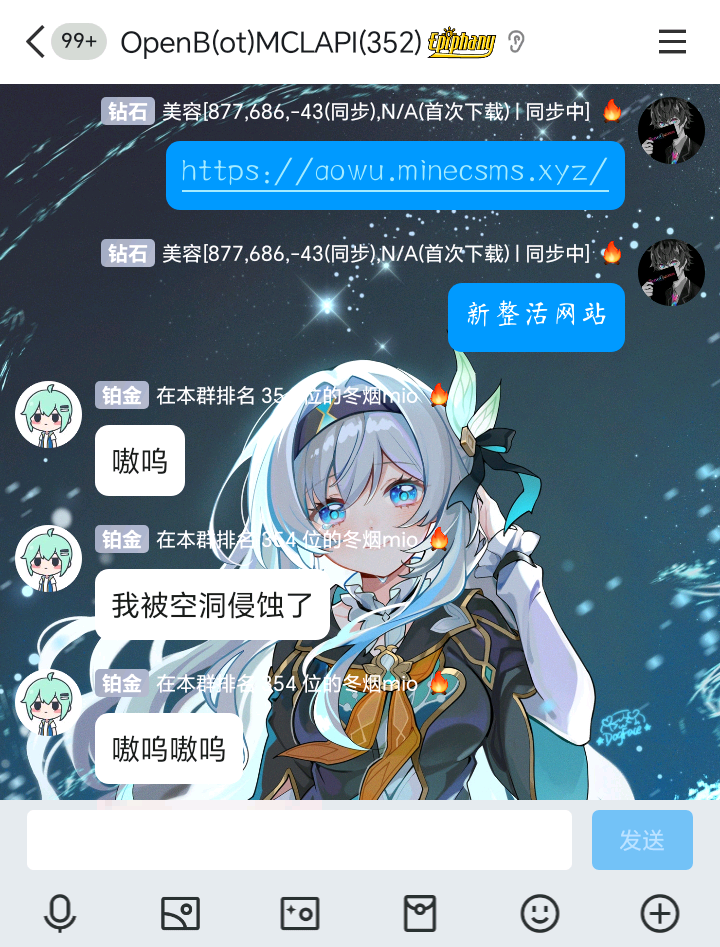 99+ OpenB(ot)MCLAPI(352) Epiphany
钻石 美容[877,686,-43(同步),N/A(首次下载) | 同步中]
https://aowu.minecsms.xyz/
钻石 美容[877,686,-43(同步),N/A(首次下载) | 同步中]
新整活网站
铂金 在本群排名 354 位的冬烟mio
嗷呜
铂金 在本群排名 354 位的冬烟mio
我被空洞侵蚀了
铂金 在本群排名 354 位的冬烟mio
嗷呜嗷呜
发送